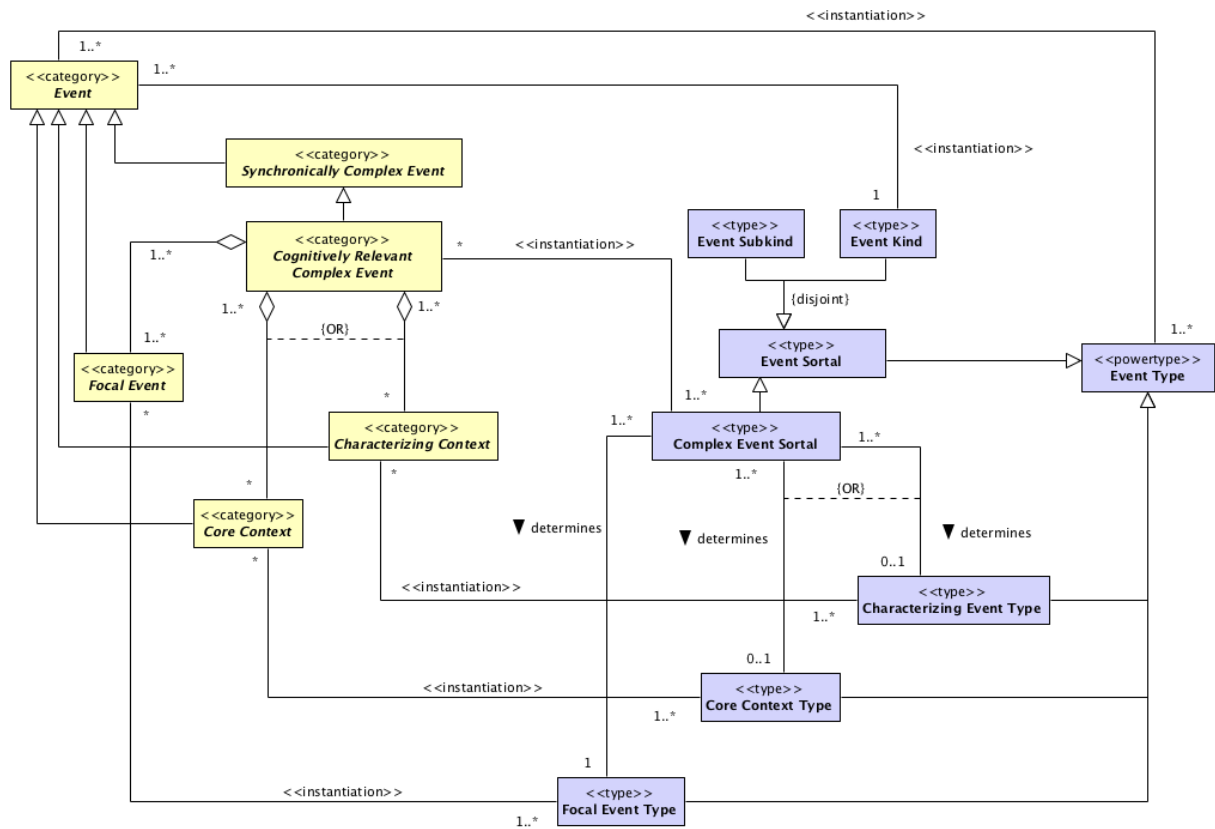 <<instantiation>>
1..*
<<category>>
Event
1..*
<<instantiation>>
<<category>>
Synchronically Complex Event
1
<<type>>
Event Subkind
<<type>>
Event Kind
<<category>>
Cognitively Relevant
Complex Event
*
<<instantiation>>
1..*
{disjoint}
1..*
1..*
{OR}
1..*
1..*
<<type>>
Event Sortal
<<powertype>>
Event Type
<<category>>
Focal Event
*
*
1..*
1..*
<<category>>
Characterizing Context
*
<<type>>
Complex Event Sortal
1..*
1..*
{OR}
*
<<category>>
Core Context
*
▼ determines
▼ determines
▼ determines
0..1
<<instantiation>>
<<type>>
Characterizing Event Type
1..*
0..1
<<instantiation>>
<<type>>
Core Context Type
1..*
1
<<instantiation>>
<<type>>
Focal Event Type
1..*